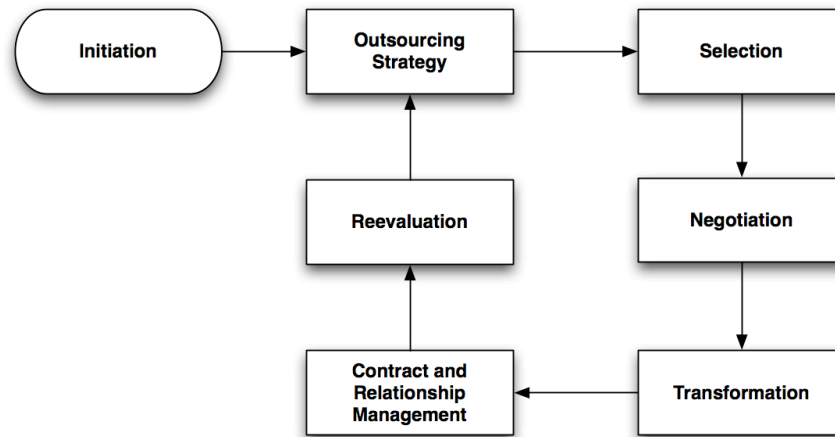 Initiation
Outsourcing
Strategy
Selection
Reevaluation
Negotiation
Contract and
Relationship
Management
Transformation